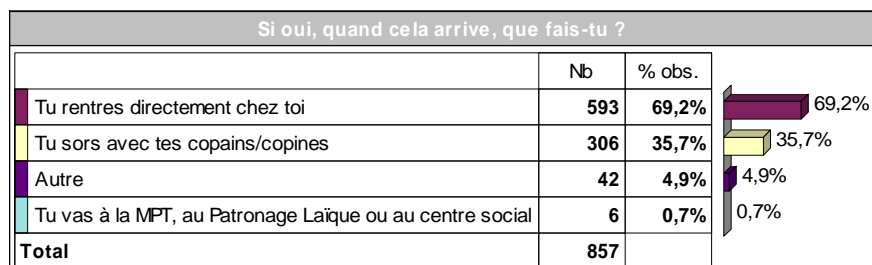 Si oui, quand cela arrive, que fais-tu ?
Nb % obs.
Tu rentres directement chez toi 593 69,2% 69,2%
Tu sors avec tes copains/copines 306 35,7% 35,7%
Autre 42 4,9% 4,9%
Tu vas à la MPT, au Patronage Laïque ou au centre social 6 0,7% 0,7%
Total 857